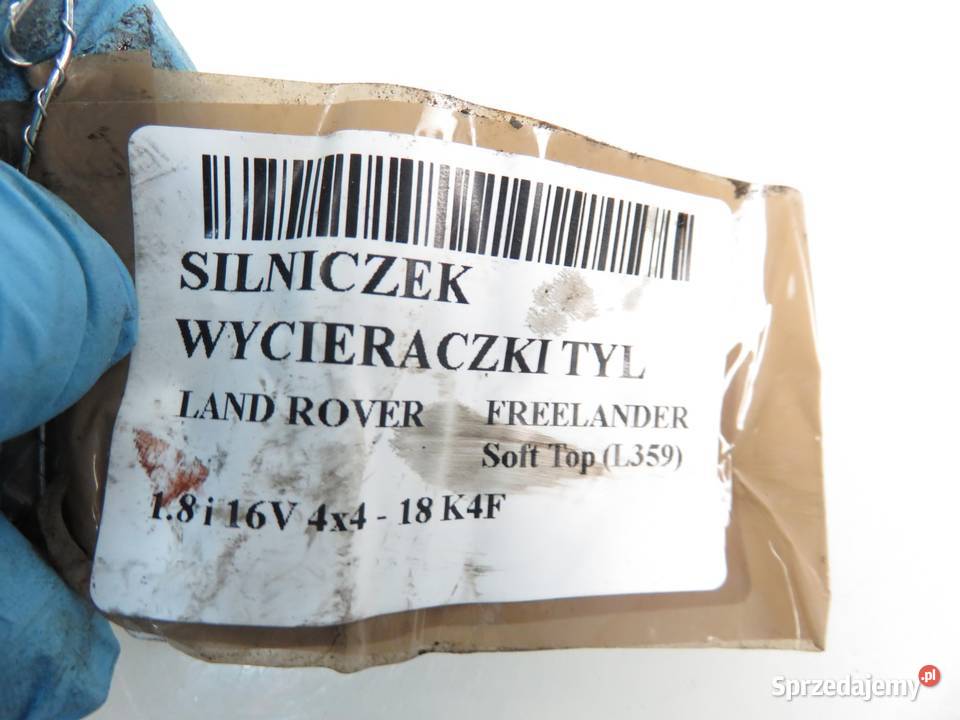 SILNICZEK
WYCIERACZKI TYL
LAND ROVER FREELANDER
Soft Top (L359)
1.8 i 16V 4x4 - 18 K4F
Sprzedajemy.pl